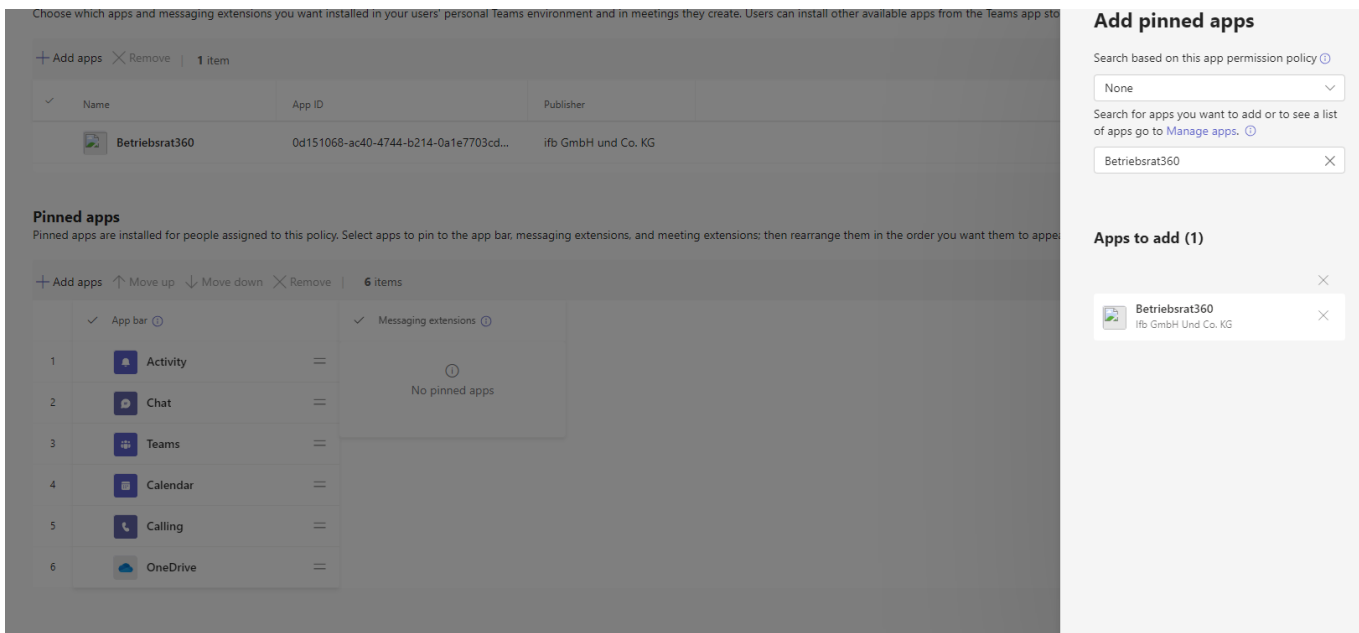 Choose which apps and messaging extensions you want installed in your users' personal Teams environment and in meetings they create. Users can install other available apps from the Teams app sto
+ Add apps × Remove | 1 item
Name App ID Publisher
Betriebsrat360 0d151068-ac40-4744-b214-0a1e7703cd... ifb GmbH und Co. KG
Pinned apps
Pinned apps are installed for people assigned to this policy. Select apps to pin to the app bar, messaging extensions, and meeting extensions; then rearrange them in the order you want them to appea
+ Add apps ↑ Move up ↓ Move down × Remove | 6 items
App bar Messaging extensions
1 Activity
2 Chat
3 Teams
4 Calendar
5 Calling
6 OneDrive
No pinned apps
Add pinned apps
Search based on this app permission policy
None
Search for apps you want to add or to see a list
of apps go to Manage apps.
Betriebsrat360
Apps to add (1)
Betriebsrat360
Ifb GmbH Und Co. KG